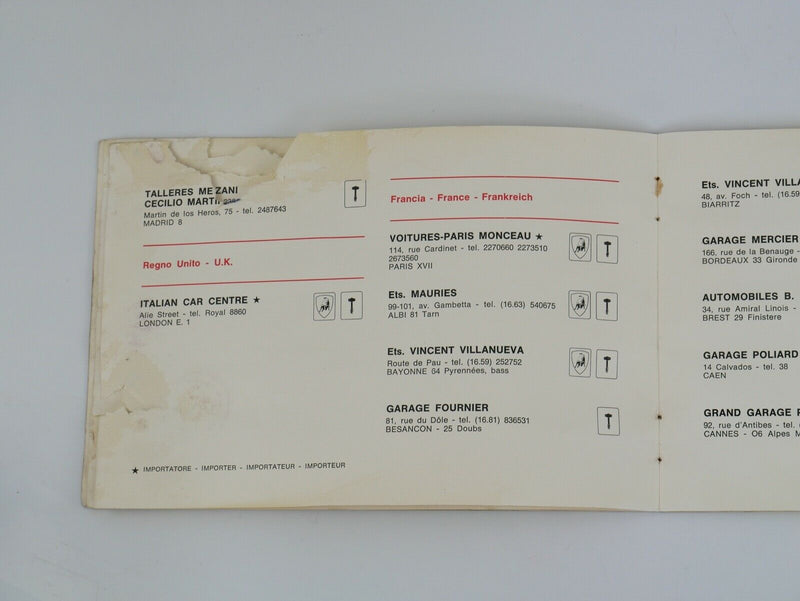 TALLERES ME ZANI
CECILIO MARTI
Martin de los Heros, 75 - tel. 2487643
MADRID 8
Regno Unito - U.K.
ITALIAN CAR CENTRE ★
Alie Street - tel. Royal 8860
LONDON E. 1
★ IMPORTATORE - IMPORTER - IMPORTATEUR - IMPORTEUR
Francia - France - Frankreich
VOITURES-PARIS MONCEAU ★
114, rue Cardinet - tel. 2270660 2273510
2673560
PARIS XVII
Ets. MAURIES
99-101, av. Gambetta - tel. (16.63) 540675
ALBI 81 Tarn
Ets. VINCENT VILLANUEVA
Route de Pau - tel. (16.59) 252752
BAYONNE 64 Pyrennées, bass
GARAGE FOURNIER
81, rue du Dôle - tel. (16.81) 836531
BESANCON - 25 Doubs
Ets. VINCENT VILLA
48, av. Foch - tel. (16.59
BIARRITZ
GARAGE MERCIER
166, rue de la Benauge -
BORDEAUX 33 Gironde
AUTOMOBILES B.
34, rue Amiral Linois -
BREST 29 Finistere
GARAGE POLIARD
14 Calvados - tel. 38
CAEN
GRAND GARAGE
92, rue d'Antibes - tel.
CANNES - O6 Alpes M